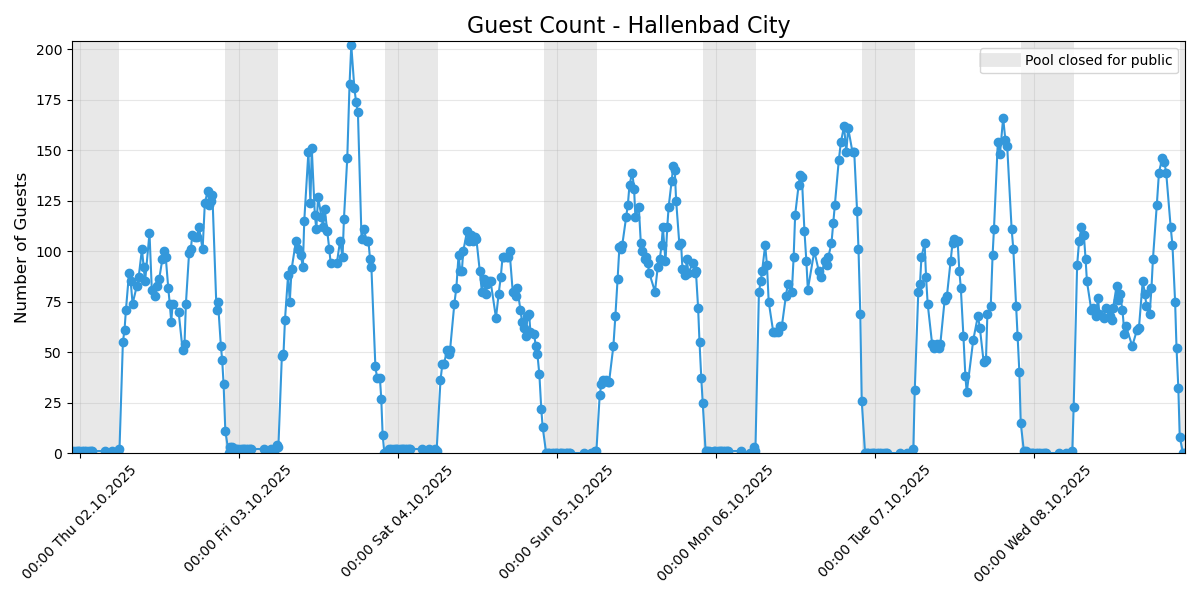 Guest Count - Hallenbad City
Pool closed for public
Number of Guests
200
175
150
125
100
75
50
25
0
00:00 Thu 02.10.2025
00:00 Fri 03.10.2025
00:00 Sat 04.10.2025
00:00 Sun 05.10.2025
00:00 Mon 06.10.2025
00:00 Tue 07.10.2025
00:00 Wed 08.10.2025